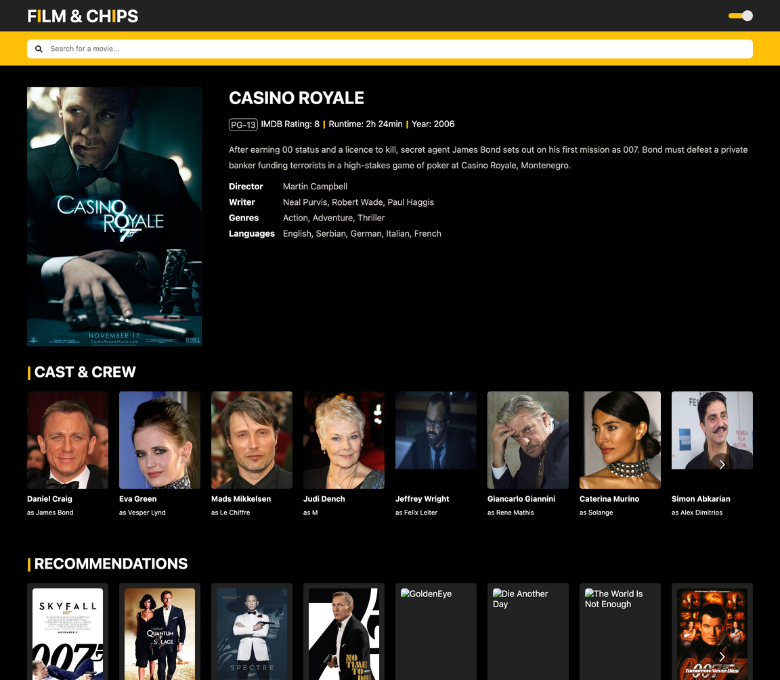 FILM & CHIPS
Search for a movie...
CASINO ROYALE
PG-13 IMDB Rating: 8 | Runtime: 2h 24min | Year: 2006
After earning 00 status and a licence to kill, secret agent James Bond sets out on his first mission as 007. Bond must defeat a private
banker funding terrorists in a high-stakes game of poker at Casino Royale, Montenegro.
Director Martin Campbell
Writer Neal Purvis, Robert Wade, Paul Haggis
Genres Action, Adventure, Thriller
Languages English, Serbian, German, Italian, French
CASINO
ROYALE
7
NOVEMBER 17
CAST & CREW
Daniel Craig
as James Bond
Eva Green
as Vesper Lynd
Mads Mikkelsen
as Le Chiffre
Judi Dench
as M
Jeffrey Wright
as Felix Leiter
Giancarlo Giannini
as Rene Mathis
Caterina Murino
as Solange
Simon Abkarian
as Alex Dimitrios
RECOMMENDATIONS
SKYFALL
007
QUANTUM
OF SOLACE
SPECTRE
NO
TIME TO
DIE
GoldenEye
Die Another
Day
The World Is
Not Enough
007
Tomorrow Never Dies